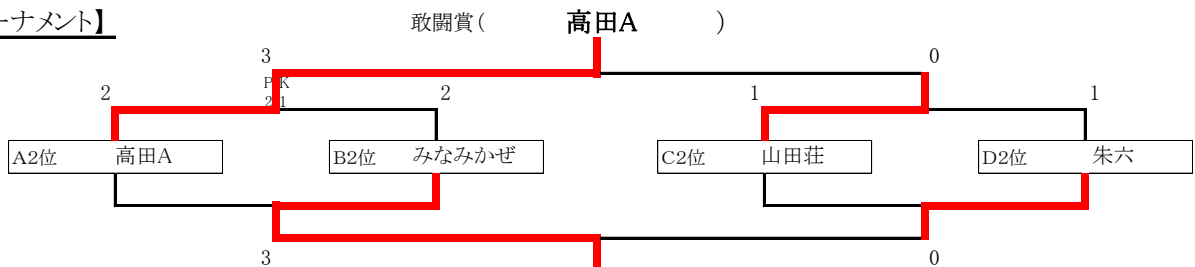 ーナメント】
敢闘賞( 高田A )
3 0
2 PK 2 1
2 1 1
A2位 高田A B2位 みなみかぜ C2位 山田荘 D2位 朱六
3 0